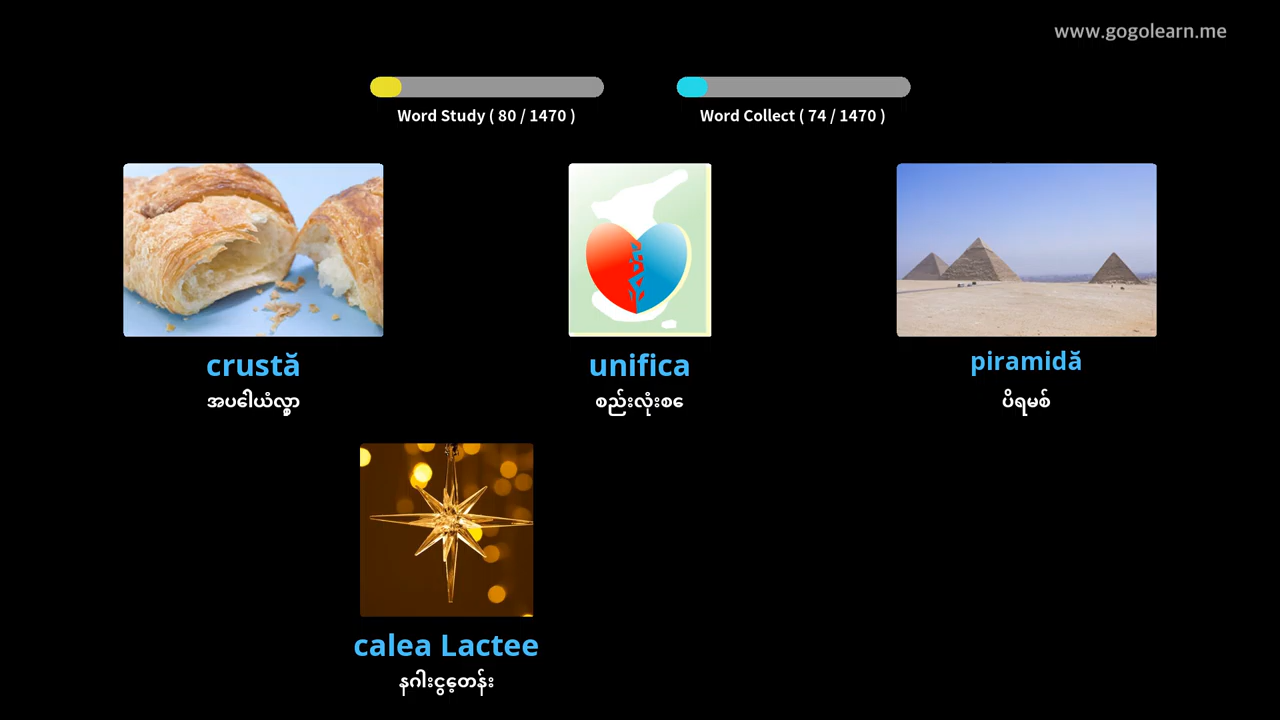 www.gogolearn.me
Word Study ( 80 / 1470 )
Word Collect ( 74 / 1470 )
crustă
အပေါ်ယံလွှာ
unifica
စည်းလုံးစေ
piramidă
ပိရမစ်
calea Lactee
နဂါးငွေ့တန်း